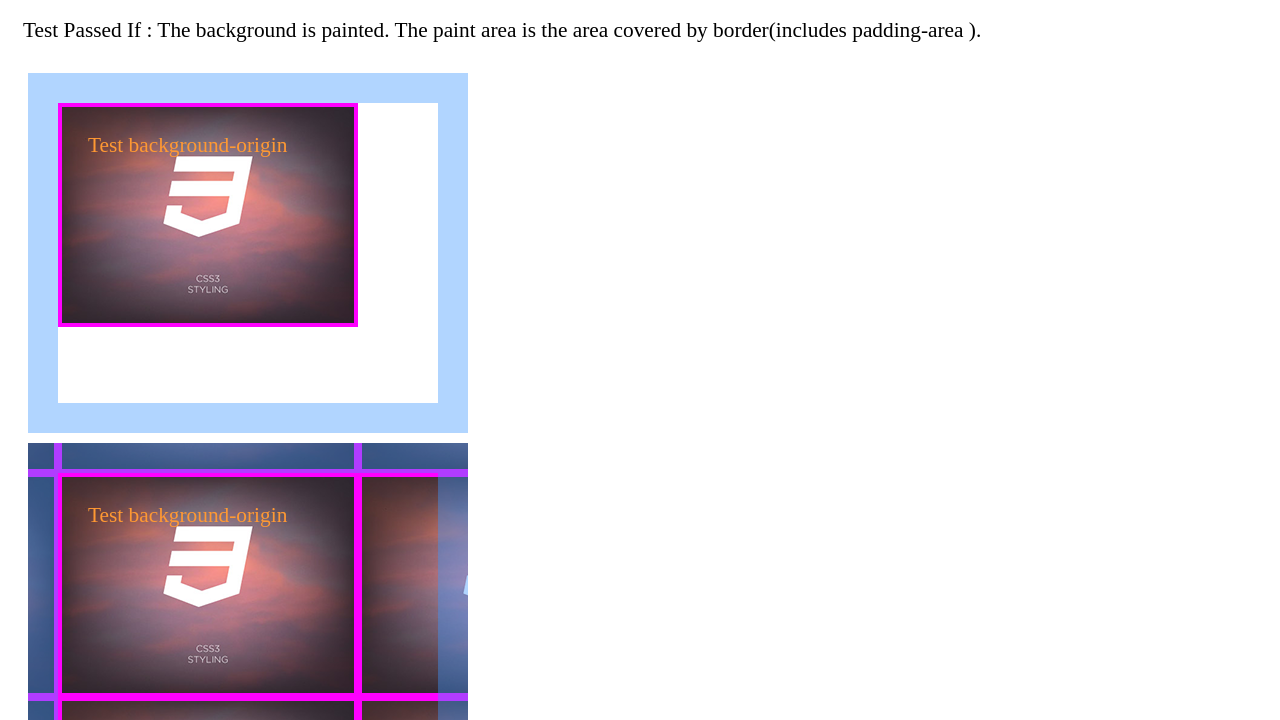 Test Passed If : The background is painted. The paint area is the area covered by border(includes padding-area ).
Test background-origin
CSS3
STYLING
Test background-origin
CSS3
STYLING